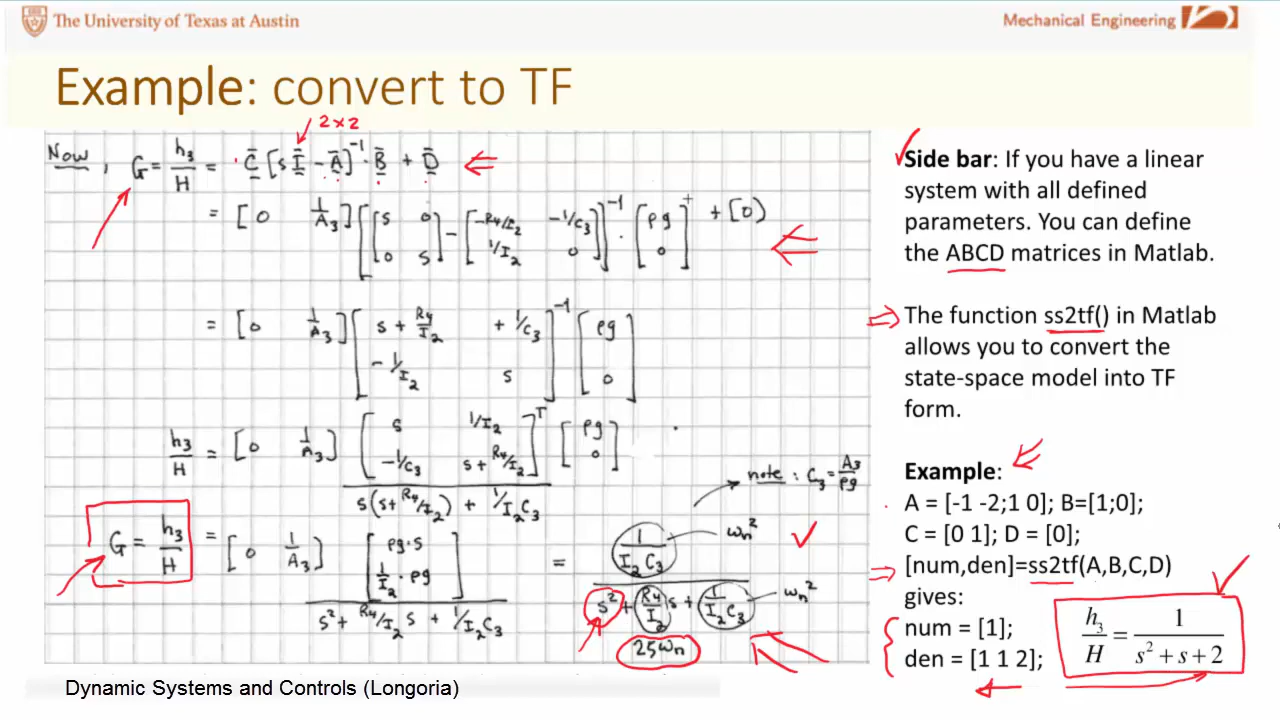 The University of Texas at Austin
Mechanical Engineering
Example: convert to TF
2×2
Now, G = h₃/H = C̄ [s Ī − Ā]⁻¹ · B̄ + D̄
= [0 1/A₃] [[s 0; 0 s] − [−R₄/I₂ −1/C₃; 1/I₂ 0]]⁻¹ · [ρg; 0] + [0]
= [0 1/A₃] [s + R₄/I₂ + 1/C₃; −1/I₂ s]⁻¹ [ρg; 0]
h₃/H = [0 1/A₃] [s 1/I₂; −1/C₃ s + R₄/I₂]ᵀ [ρg; 0]
s(s + R₄/I₂) + 1/I₂C₃
note: C₃ = A₃/ρg
G = h₃/H = [0 1/A₃] [ρg·s; 1/I₂ · ρg] = 1/I₂C₃ ωn²
s² + R₄/I₂ s + 1/I₂C₃ s² + R₄/I₂ s + 1/I₂C₃ ωn²
2ζωn
Side bar: If you have a linear
system with all defined
parameters. You can define
the ABCD matrices in Matlab.
The function ss2tf() in Matlab
allows you to convert the
state-space model into TF
form.
Example:
A = [-1 -2;1 0]; B=[1;0];
C = [0 1]; D = [0];
[num,den]=ss2tf(A,B,C,D)
gives:
num = [1];
den = [1 1 2];
h₃/H = 1/(s² + s + 2)
Dynamic Systems and Controls (Longoria)